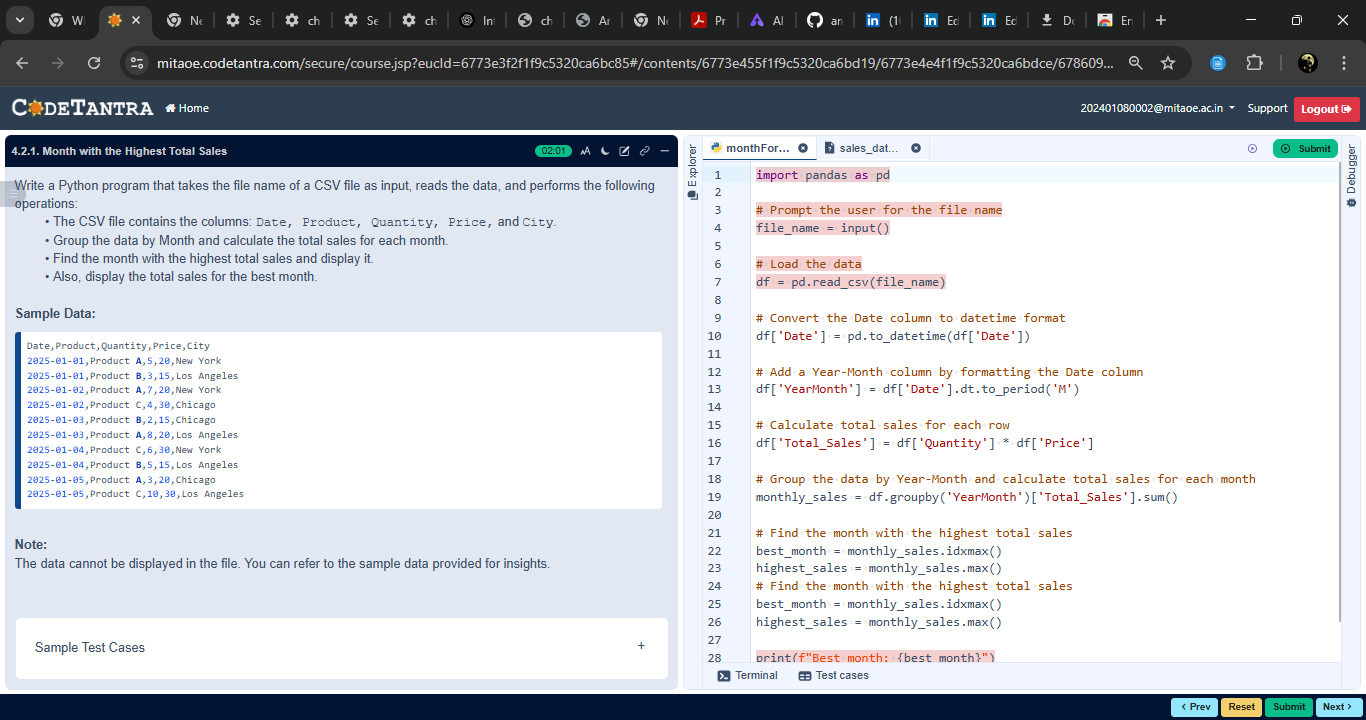 Wl
Ne
Se
ch
Se
ch
In
ch
Ar
Ne
Pr
Al
an
(1(
Ed
Ed
Do
En
mitaoe.codetantra.com/secure/course.jsp?eucId=6773e3f2f1f9c5320ca6bc85#/contents/6773e455f1f9c5320ca6bd19/6773e4e4f1f9c5320ca6bdce/678609...
CODETANTRA Home 202401080002@mitaoe.ac.in Support Logout
4.2.1. Month with the Highest Total Sales 02:01 AA
Write a Python program that takes the file name of a CSV file as input, reads the data, and performs the following
operations:
• The CSV file contains the columns: Date, Product, Quantity, Price, and City.
• Group the data by Month and calculate the total sales for each month.
• Find the month with the highest total sales and display it.
• Also, display the total sales for the best month.
Sample Data:
Date,Product,Quantity,Price,City
2025-01-01,Product A,5,20,New York
2025-01-01,Product B,3,15,Los Angeles
2025-01-02,Product A,7,20,New York
2025-01-02,Product C,4,30,Chicago
2025-01-03,Product B,2,15,Chicago
2025-01-03,Product A,8,20,Los Angeles
2025-01-04,Product C,6,30,New York
2025-01-04,Product B,5,15,Los Angeles
2025-01-05,Product A,3,20,Chicago
2025-01-05,Product C,10,30,Los Angeles
Note:
The data cannot be displayed in the file. You can refer to the sample data provided for insights.
Sample Test Cases +
Explorer
monthFor... sales_dat... Submit
Debugger
1 import pandas as pd
2
3 # Prompt the user for the file name
4 file_name = input()
5
6 # Load the data
7 df = pd.read_csv(file_name)
8
9 # Convert the Date column to datetime format
10 df['Date'] = pd.to_datetime(df['Date'])
11
12 # Add a Year-Month column by formatting the Date column
13 df['YearMonth'] = df['Date'].dt.to_period('M')
14
15 # Calculate total sales for each row
16 df['Total_Sales'] = df['Quantity'] * df['Price']
17
18 # Group the data by Year-Month and calculate total sales for each month
19 monthly_sales = df.groupby('YearMonth')['Total_Sales'].sum()
20
21 # Find the month with the highest total sales
22 best_month = monthly_sales.idxmax()
23 highest_sales = monthly_sales.max()
24 # Find the month with the highest total sales
25 best_month = monthly_sales.idxmax()
26 highest_sales = monthly_sales.max()
27
28 print(f"Best month: {best_month}")
Terminal Test cases
< Prev Reset Submit Next >